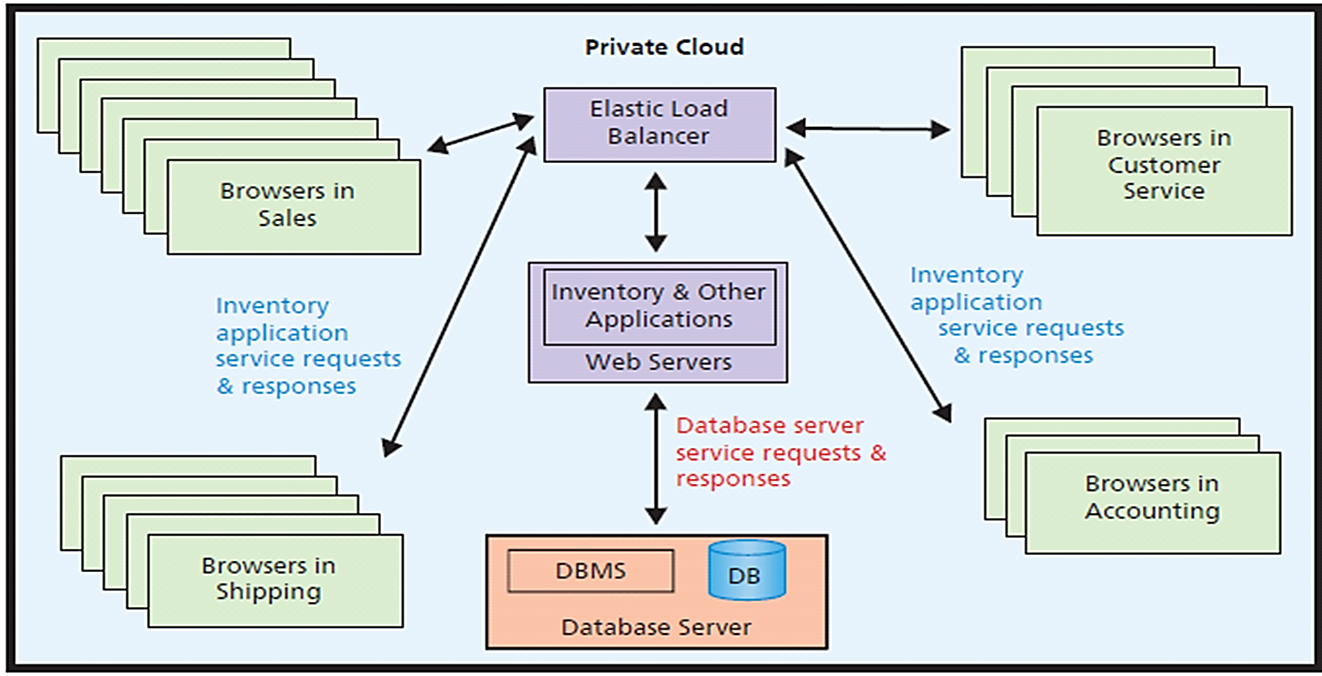 Private Cloud
Elastic Load
Balancer
Browsers in
Sales
Browsers in
Customer
Service
Inventory
application
service requests
& responses
Inventory & Other
Applications
Web Servers
Inventory
application
service requests
& responses
Database server
service requests &
responses
Browsers in
Shipping
Browsers in
Accounting
DBMS
DB
Database Server